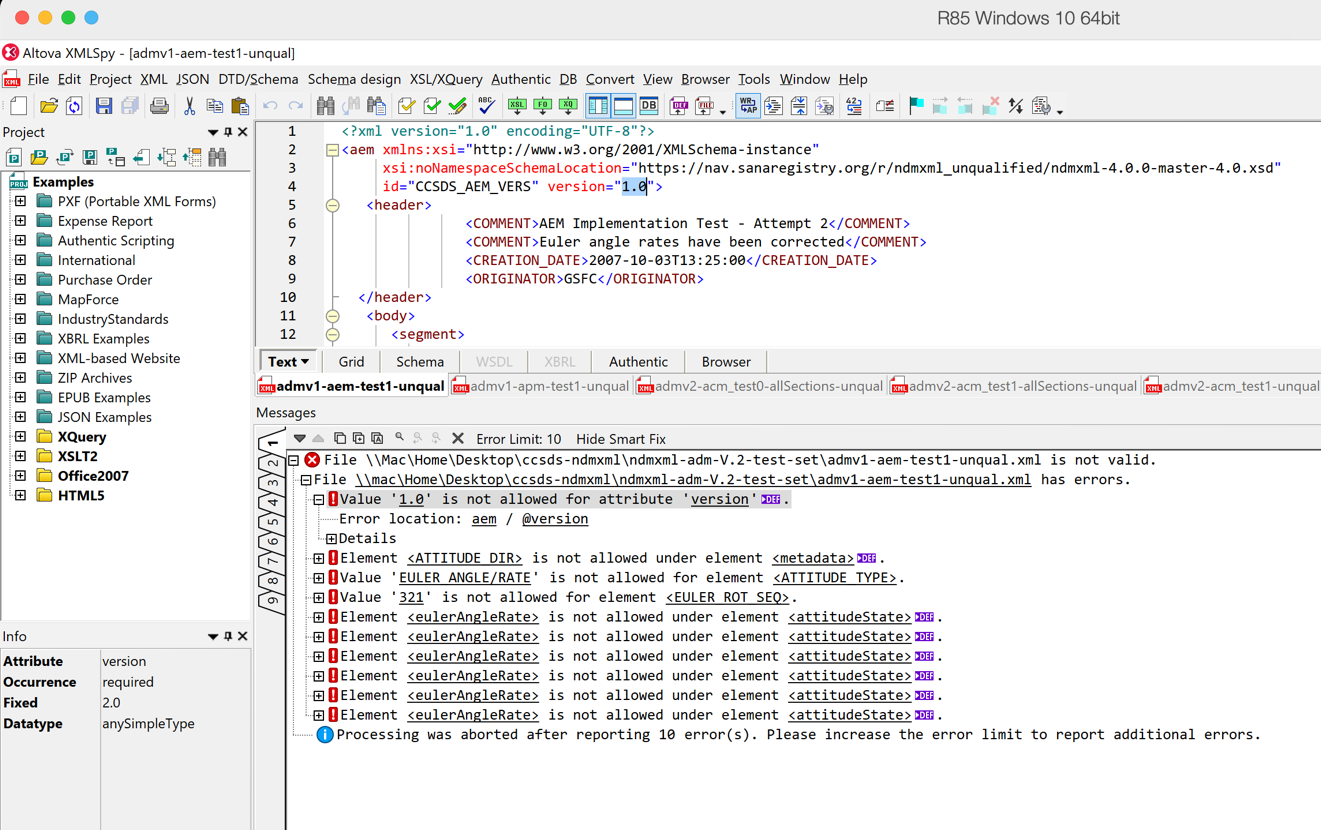 R85 Windows 10 64bit
Altova XMLSpy - [admv1-aem-test1-unqual]
File Edit Project XML JSON DTD/Schema Schema design XSL/XQuery Authentic DB Convert View Browser Tools Window Help
Project
Examples
PXF (Portable XML Forms)
Expense Report
Authentic Scripting
International
Purchase Order
MapForce
IndustryStandards
XBRL Examples
XML-based Website
ZIP Archives
EPUB Examples
JSON Examples
XQuery
XSLT2
Office2007
HTML5
1 <?xml version="1.0" encoding="UTF-8"?>
2 <aem xmlns:xsi="http://www.w3.org/2001/XMLSchema-instance"
3 xsi:noNamespaceSchemaLocation="https://nav.sanaregistry.org/r/ndmxml_unqualified/ndmxml-4.0.0-master-4.0.xsd"
4 id="CCSDS_AEM_VERS" version="1.0">
5 <header>
6 <COMMENT>AEM Implementation Test - Attempt 2</COMMENT>
7 <COMMENT>Euler angle rates have been corrected</COMMENT>
8 <CREATION_DATE>2007-10-03T13:25:00</CREATION_DATE>
9 <ORIGINATOR>GSFC</ORIGINATOR>
10 </header>
11 <body>
12 <segment>
Text Grid Schema WSDL XBRL Authentic Browser
admv1-aem-test1-unqual admv1-apm-test1-unqual admv2-acm_test0-allSections-unqual admv2-acm_test1-allSections-unqual admv2-acm_test1-unqual
Messages
Error Limit: 10 Hide Smart Fix
1
2
3
4
5
6
7
8
9
File \\Mac\Home\Desktop\ccsds-ndmxml\ndmxml-adm-V.2-test-set\admv1-aem-test1-unqual.xml is not valid.
File \\mac\Home\Desktop\ccsds-ndmxml\ndmxml-adm-V.2-test-set\admv1-aem-test1-unqual.xml has errors.
Value '1.0' is not allowed for attribute 'version' DEF .
Error location: aem / @version
Details
Element <ATTITUDE_DIR> is not allowed under element <metadata> DEF .
Value 'EULER_ANGLE/RATE' is not allowed for element <ATTITUDE_TYPE>.
Value '321' is not allowed for element <EULER_ROT_SEQ>.
Element <eulerAngleRate> is not allowed under element <attitudeState> DEF .
Element <eulerAngleRate> is not allowed under element <attitudeState> DEF .
Element <eulerAngleRate> is not allowed under element <attitudeState> DEF .
Element <eulerAngleRate> is not allowed under element <attitudeState> DEF .
Element <eulerAngleRate> is not allowed under element <attitudeState> DEF .
Element <eulerAngleRate> is not allowed under element <attitudeState> DEF .
Processing was aborted after reporting 10 error(s). Please increase the error limit to report additional errors.
Info
Attribute version
Occurrence required
Fixed 2.0
Datatype anySimpleType